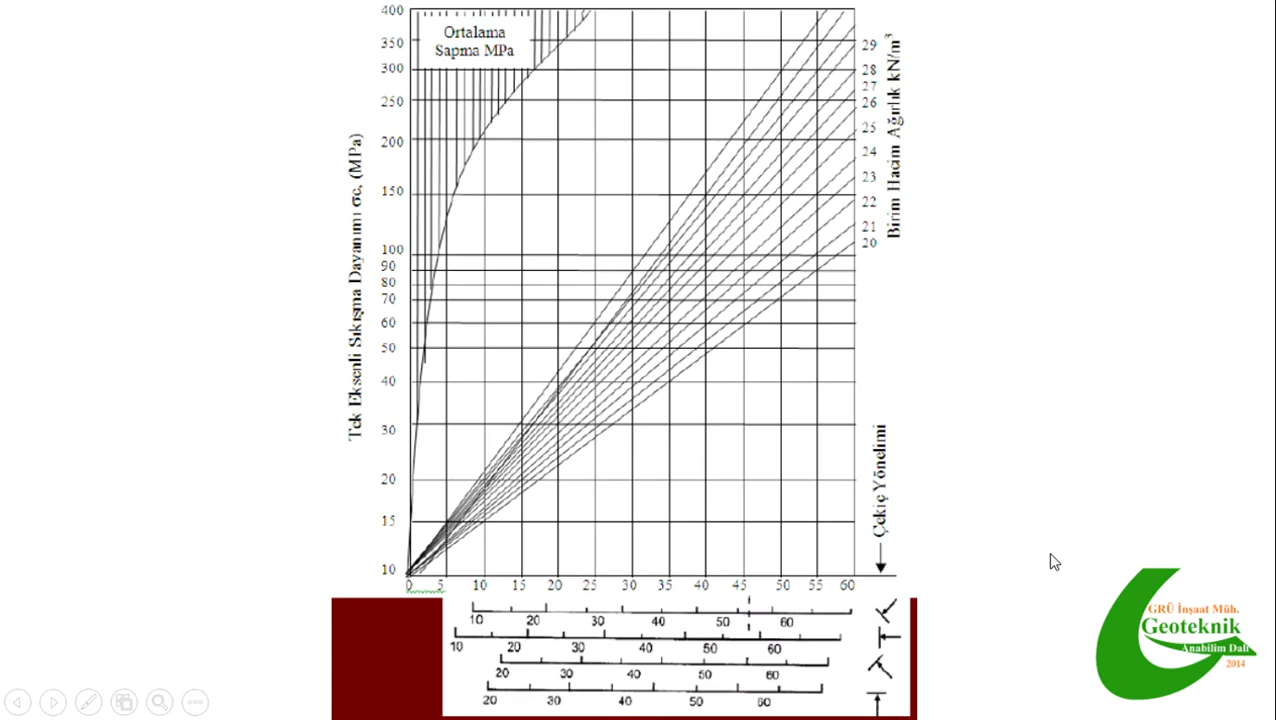 Ortalama
Sapma MPa
Tek Eksenli Sıkışma Dayanımı σc, (MPa)
400
350
300
250
200
150
100
90
80
70
60
50
40
30
20
15
10
29
28
27
26
25
24
23
22
21
20
Birim Hacim Ağırlık kN/m³
Çekiç Yönelimi
0 5 10 15 20 25 30 35 40 45 50 55 60
10 20 30 40 50 60
10 20 30 40 50 60
20 30 40 50 60
20 30 40 50 60
GRÜ İnşaat Müh.
Geoteknik
Anabilim Dalı
2014